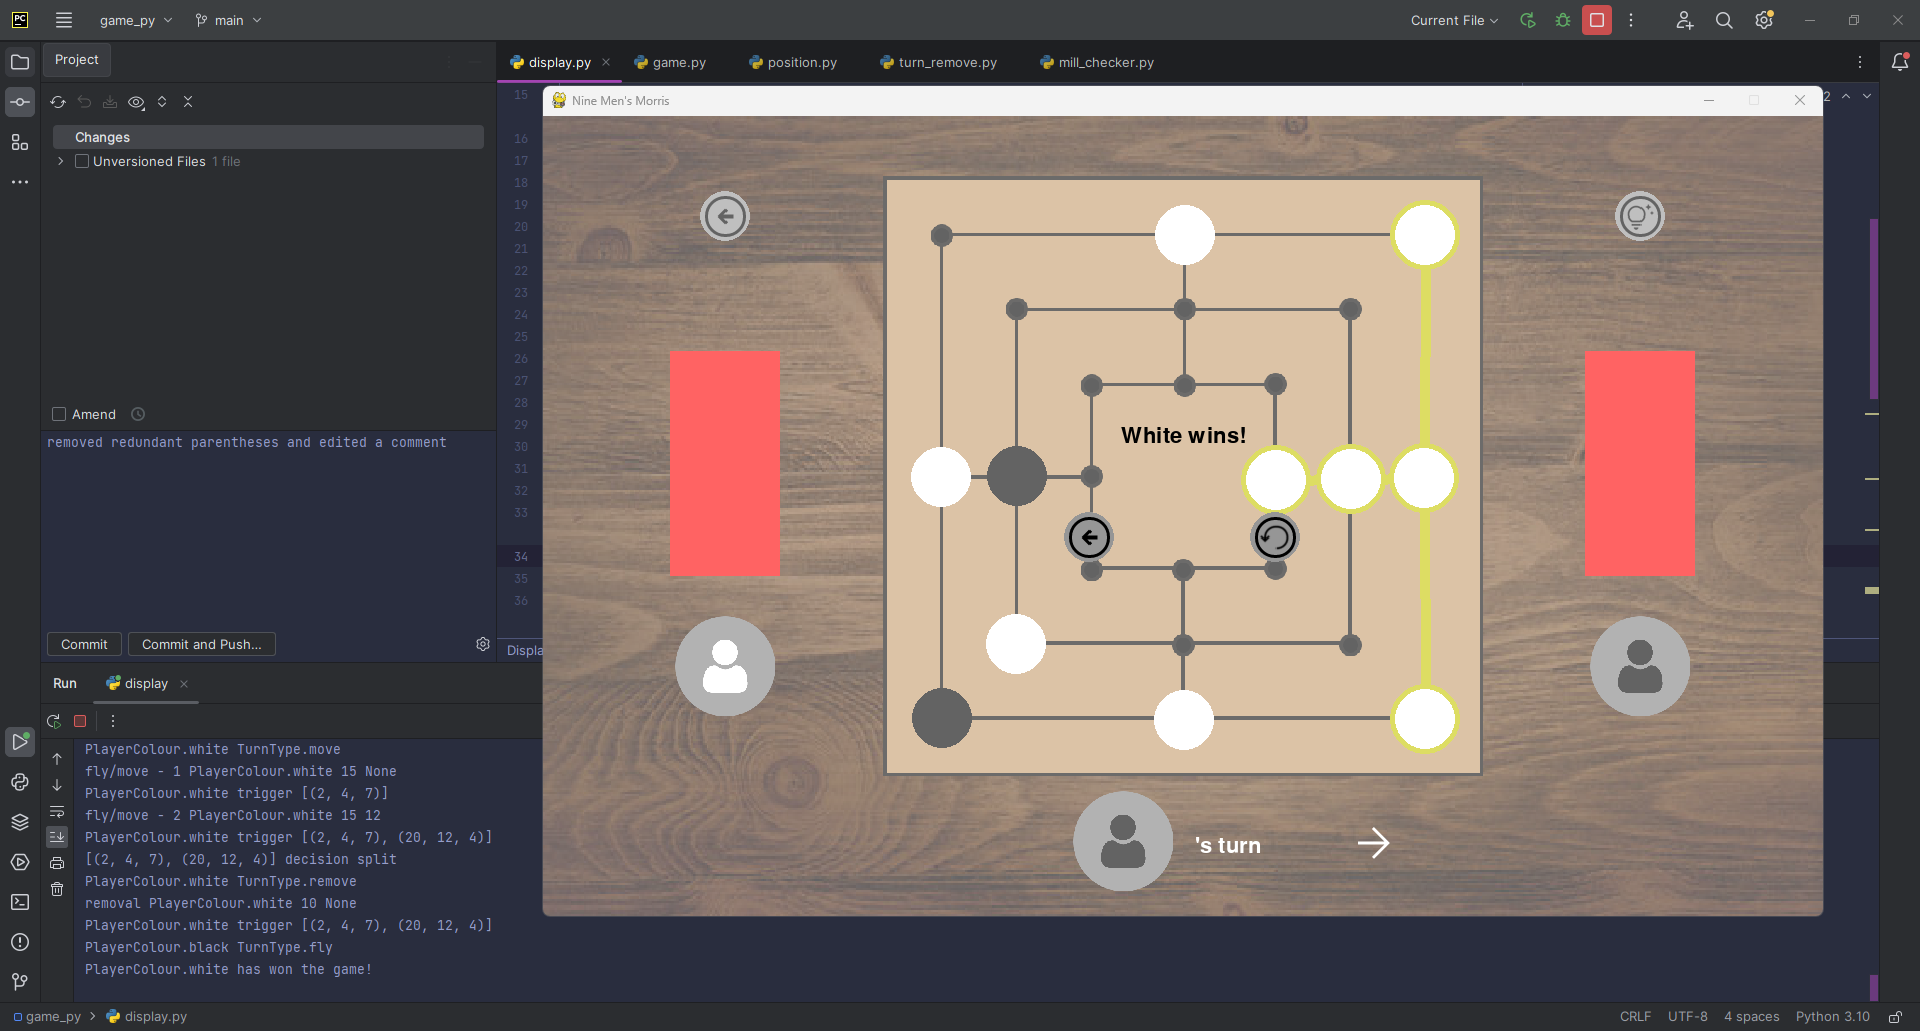 PC game_py main Current File
Project
display.py game.py position.py turn_remove.py mill_checker.py
Changes
Unversioned Files 1 file
Amend
removed redundant parentheses and edited a comment
Commit Commit and Push...
15
16
17
18
19
20
21
22
23
24
25
26
27
28
29
30
31
32
33
34
35
36
2
Displa
Nine Men's Morris
White wins!
's turn
Run display
PlayerColour.white TurnType.move
fly/move - 1 PlayerColour.white 15 None
PlayerColour.white trigger [(2, 4, 7)]
fly/move - 2 PlayerColour.white 15 12
PlayerColour.white trigger [(2, 4, 7), (20, 12, 4)]
[(2, 4, 7), (20, 12, 4)] decision split
PlayerColour.white TurnType.remove
removal PlayerColour.white 10 None
PlayerColour.white trigger [(2, 4, 7), (20, 12, 4)]
PlayerColour.black TurnType.fly
PlayerColour.white has won the game!
game_py display.py CRLF UTF-8 4 spaces Python 3.10